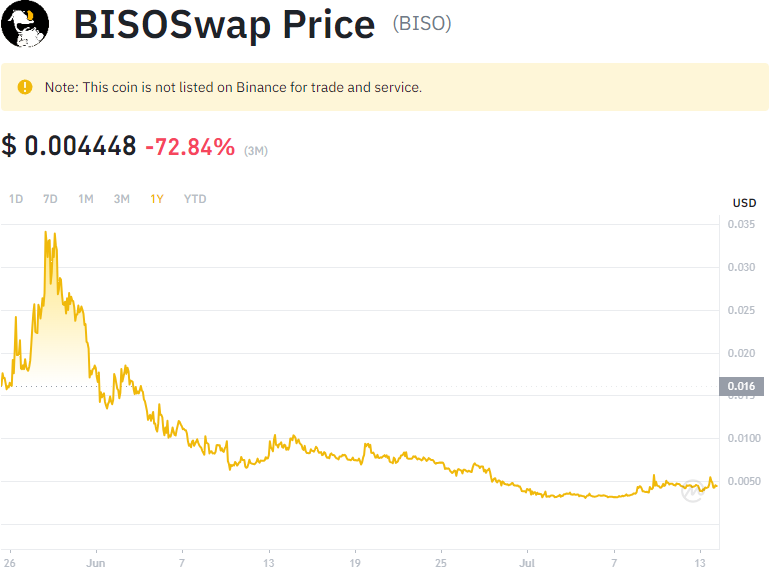 BISOSwap Price (BISO)
Note: This coin is not listed on Binance for trade and service.
$ 0.004448 -72.84% (3M)
1D 7D 1M 3M 1Y YTD
USD
0.035
0.030
0.025
0.020
0.016
0.015
0.0100
0.0050
26 Jun 7 13 19 25 Jul 7 13